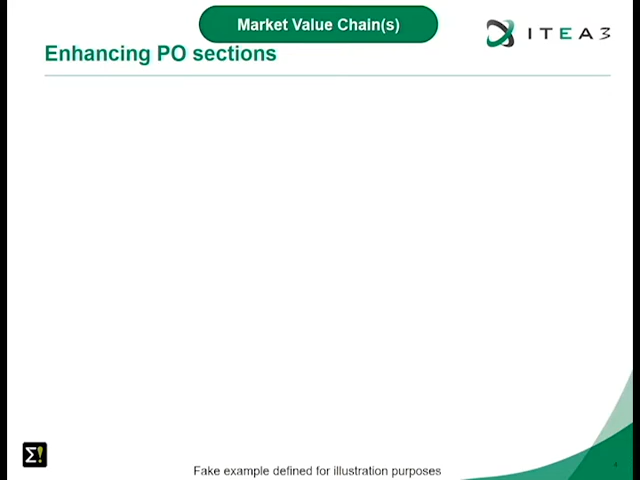 Market Value Chain(s)
ITEA3
Enhancing PO sections
Σ!
Fake example defined for illustration purposes